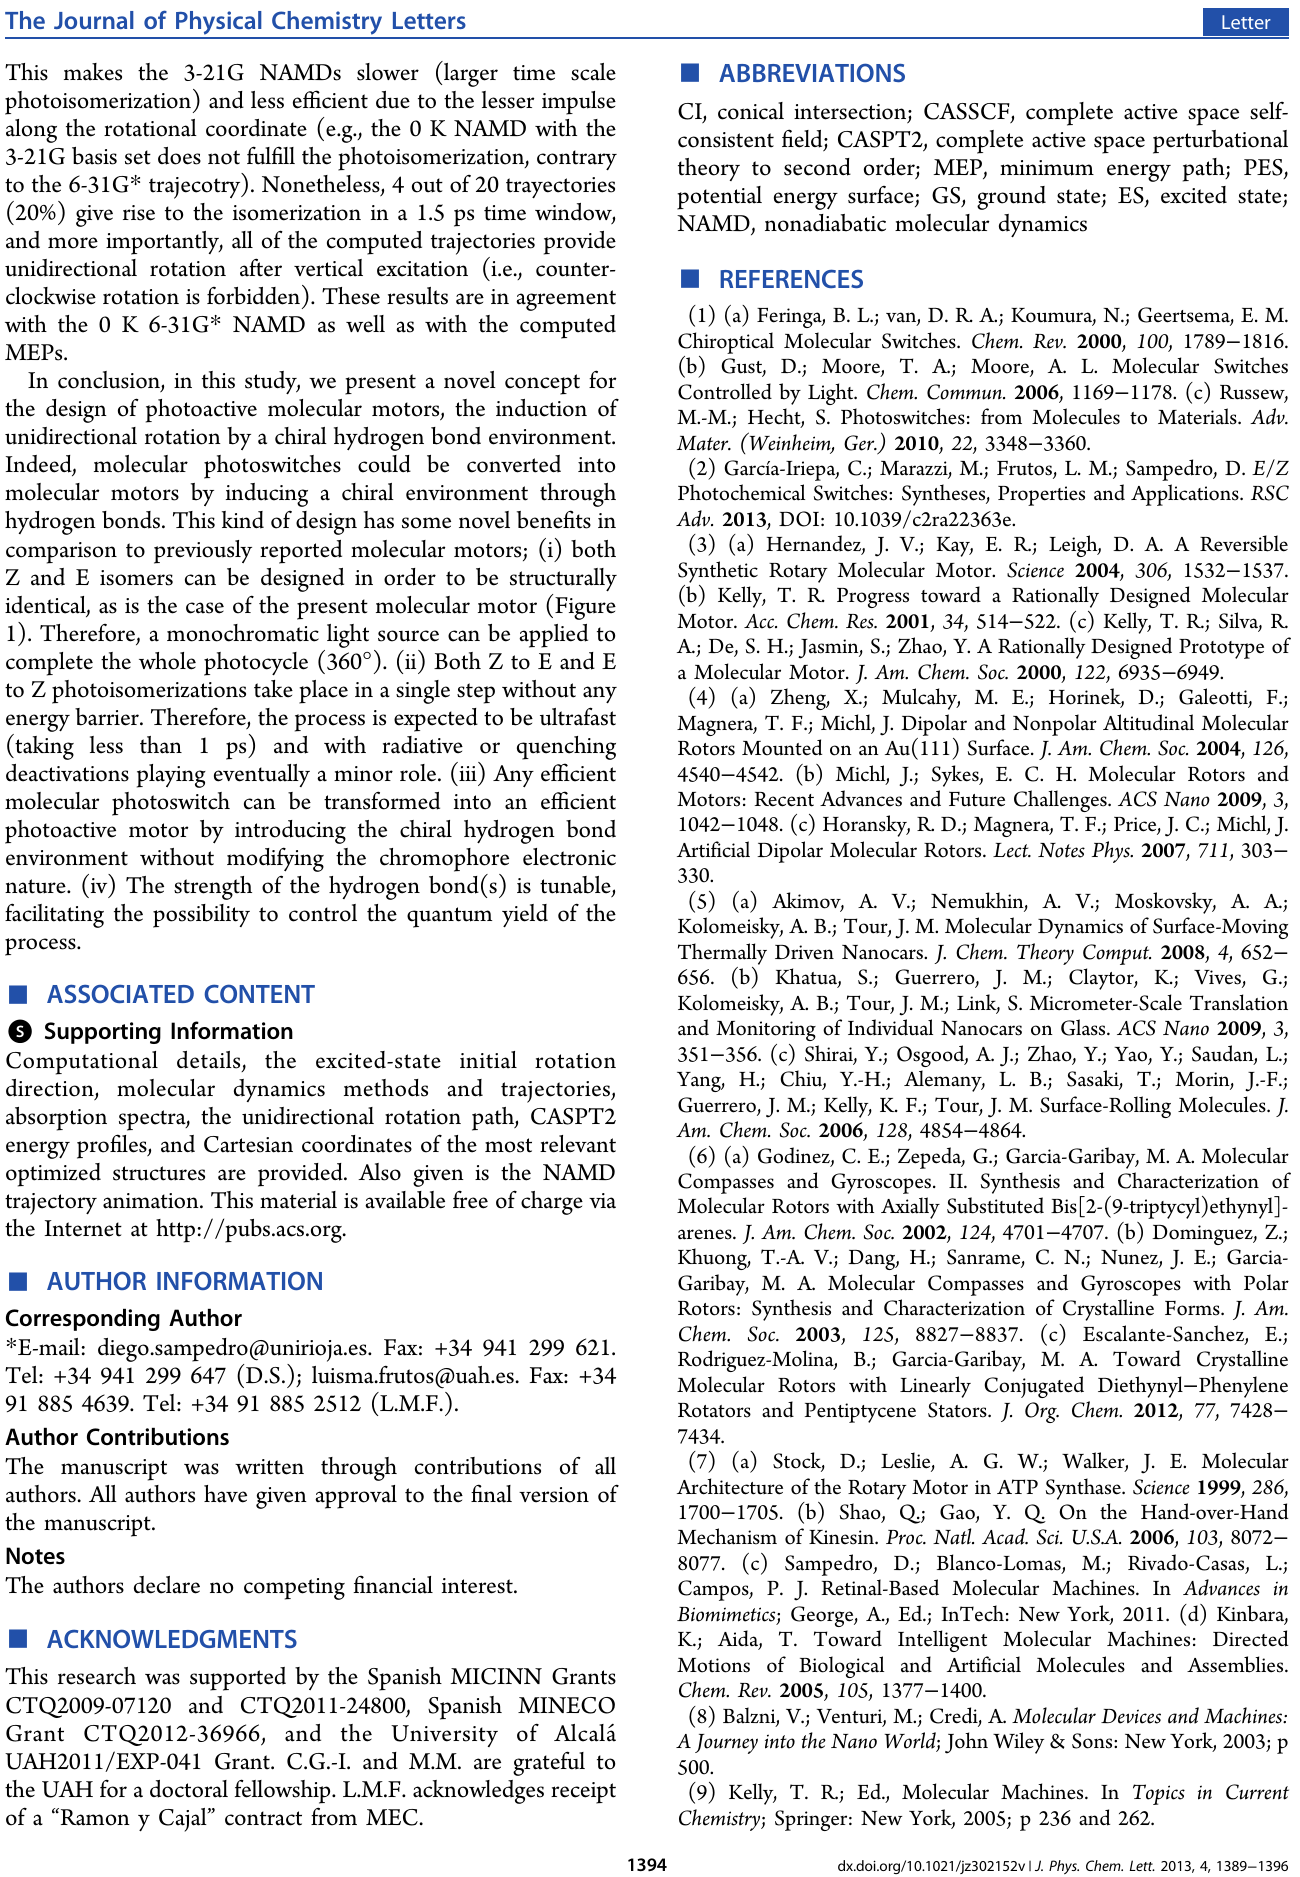 The Journal of Physical Chemistry Letters
Letter
This makes the 3-21G NAMDs slower (larger time scale
photoisomerization) and less efficient due to the lesser impulse
along the rotational coordinate (e.g., the 0 K NAMD with the
3-21G basis set does not fulfill the photoisomerization, contrary
to the 6-31G* trajecotry). Nonetheless, 4 out of 20 trayectories
(20%) give rise to the isomerization in a 1.5 ps time window,
and more importantly, all of the computed trajectories provide
unidirectional rotation after vertical excitation (i.e., counter-
clockwise rotation is forbidden). These results are in agreement
with the 0 K 6-31G* NAMD as well as with the computed
MEPs.
In conclusion, in this study, we present a novel concept for
the design of photoactive molecular motors, the induction of
unidirectional rotation by a chiral hydrogen bond environment.
Indeed, molecular photoswitches could be converted into
molecular motors by inducing a chiral environment through
hydrogen bonds. This kind of design has some novel benefits in
comparison to previously reported molecular motors; (i) both
Z and E isomers can be designed in order to be structurally
identical, as is the case of the present molecular motor (Figure
1). Therefore, a monochromatic light source can be applied to
complete the whole photocycle (360°). (ii) Both Z to E and E
to Z photoisomerizations take place in a single step without any
energy barrier. Therefore, the process is expected to be ultrafast
(taking less than 1 ps) and with radiative or quenching
deactivations playing eventually a minor role. (iii) Any efficient
molecular photoswitch can be transformed into an efficient
photoactive motor by introducing the chiral hydrogen bond
environment without modifying the chromophore electronic
nature. (iv) The strength of the hydrogen bond(s) is tunable,
facilitating the possibility to control the quantum yield of the
process.
■ ASSOCIATED CONTENT
S Supporting Information
Computational details, the excited-state initial rotation
direction, molecular dynamics methods and trajectories,
absorption spectra, the unidirectional rotation path, CASPT2
energy profiles, and Cartesian coordinates of the most relevant
optimized structures are provided. Also given is the NAMD
trajectory animation. This material is available free of charge via
the Internet at http://pubs.acs.org.
■ AUTHOR INFORMATION
Corresponding Author
*E-mail: diego.sampedro@unirioja.es. Fax: +34 941 299 621.
Tel: +34 941 299 647 (D.S.); luisma.frutos@uah.es. Fax: +34
91 885 4639. Tel: +34 91 885 2512 (L.M.F.).
Author Contributions
The manuscript was written through contributions of all
authors. All authors have given approval to the final version of
the manuscript.
Notes
The authors declare no competing financial interest.
■ ACKNOWLEDGMENTS
This research was supported by the Spanish MICINN Grants
CTQ2009-07120 and CTQ2011-24800, Spanish MINECO
Grant CTQ2012-36966, and the University of Alcalá
UAH2011/EXP-041 Grant. C.G.-I. and M.M. are grateful to
the UAH for a doctoral fellowship. L.M.F. acknowledges receipt
of a “Ramon y Cajal” contract from MEC.
■ ABBREVIATIONS
CI, conical intersection; CASSCF, complete active space self-
consistent field; CASPT2, complete active space perturbational
theory to second order; MEP, minimum energy path; PES,
potential energy surface; GS, ground state; ES, excited state;
NAMD, nonadiabatic molecular dynamics
■ REFERENCES
(1) (a) Feringa, B. L.; van, D. R. A.; Koumura, N.; Geertsema, E. M.
Chiroptical Molecular Switches. Chem. Rev. 2000, 100, 1789−1816.
(b) Gust, D.; Moore, T. A.; Moore, A. L. Molecular Switches
Controlled by Light. Chem. Commun. 2006, 1169−1178. (c) Russew,
M.-M.; Hecht, S. Photoswitches: from Molecules to Materials. Adv.
Mater. (Weinheim, Ger.) 2010, 22, 3348−3360.
(2) García-Iriepa, C.; Marazzi, M.; Frutos, L. M.; Sampedro, D. E/Z
Photochemical Switches: Syntheses, Properties and Applications. RSC
Adv. 2013, DOI: 10.1039/c2ra22363e.
(3) (a) Hernandez, J. V.; Kay, E. R.; Leigh, D. A. A Reversible
Synthetic Rotary Molecular Motor. Science 2004, 306, 1532−1537.
(b) Kelly, T. R. Progress toward a Rationally Designed Molecular
Motor. Acc. Chem. Res. 2001, 34, 514−522. (c) Kelly, T. R.; Silva, R.
A.; De, S. H.; Jasmin, S.; Zhao, Y. A Rationally Designed Prototype of
a Molecular Motor. J. Am. Chem. Soc. 2000, 122, 6935−6949.
(4) (a) Zheng, X.; Mulcahy, M. E.; Horinek, D.; Galeotti, F.;
Magnera, T. F.; Michl, J. Dipolar and Nonpolar Altitudinal Molecular
Rotors Mounted on an Au(111) Surface. J. Am. Chem. Soc. 2004, 126,
4540−4542. (b) Michl, J.; Sykes, E. C. H. Molecular Rotors and
Motors: Recent Advances and Future Challenges. ACS Nano 2009, 3,
1042−1048. (c) Horansky, R. D.; Magnera, T. F.; Price, J. C.; Michl, J.
Artificial Dipolar Molecular Rotors. Lect. Notes Phys. 2007, 711, 303−
330.
(5) (a) Akimov, A. V.; Nemukhin, A. V.; Moskovsky, A. A.;
Kolomeisky, A. B.; Tour, J. M. Molecular Dynamics of Surface-Moving
Thermally Driven Nanocars. J. Chem. Theory Comput. 2008, 4, 652−
656. (b) Khatua, S.; Guerrero, J. M.; Claytor, K.; Vives, G.;
Kolomeisky, A. B.; Tour, J. M.; Link, S. Micrometer-Scale Translation
and Monitoring of Individual Nanocars on Glass. ACS Nano 2009, 3,
351−356. (c) Shirai, Y.; Osgood, A. J.; Zhao, Y.; Yao, Y.; Saudan, L.;
Yang, H.; Chiu, Y.-H.; Alemany, L. B.; Sasaki, T.; Morin, J.-F.;
Guerrero, J. M.; Kelly, K. F.; Tour, J. M. Surface-Rolling Molecules. J.
Am. Chem. Soc. 2006, 128, 4854−4864.
(6) (a) Godinez, C. E.; Zepeda, G.; Garcia-Garibay, M. A. Molecular
Compasses and Gyroscopes. II. Synthesis and Characterization of
Molecular Rotors with Axially Substituted Bis[2-(9-triptycyl)ethynyl]-
arenes. J. Am. Chem. Soc. 2002, 124, 4701−4707. (b) Dominguez, Z.;
Khuong, T.-A. V.; Dang, H.; Sanrame, C. N.; Nunez, J. E.; Garcia-
Garibay, M. A. Molecular Compasses and Gyroscopes with Polar
Rotors: Synthesis and Characterization of Crystalline Forms. J. Am.
Chem. Soc. 2003, 125, 8827−8837. (c) Escalante-Sanchez, E.;
Rodriguez-Molina, B.; Garcia-Garibay, M. A. Toward Crystalline
Molecular Rotors with Linearly Conjugated Diethynyl−Phenylene
Rotators and Pentiptycene Stators. J. Org. Chem. 2012, 77, 7428−
7434.
(7) (a) Stock, D.; Leslie, A. G. W.; Walker, J. E. Molecular
Architecture of the Rotary Motor in ATP Synthase. Science 1999, 286,
1700−1705. (b) Shao, Q.; Gao, Y. Q. On the Hand-over-Hand
Mechanism of Kinesin. Proc. Natl. Acad. Sci. U.S.A. 2006, 103, 8072−
8077. (c) Sampedro, D.; Blanco-Lomas, M.; Rivado-Casas, L.;
Campos, P. J. Retinal-Based Molecular Machines. In Advances in
Biomimetics; George, A., Ed.; InTech: New York, 2011. (d) Kinbara,
K.; Aida, T. Toward Intelligent Molecular Machines: Directed
Motions of Biological and Artificial Molecules and Assemblies.
Chem. Rev. 2005, 105, 1377−1400.
(8) Balzni, V.; Venturi, M.; Credi, A. Molecular Devices and Machines:
A Journey into the Nano World; John Wiley & Sons: New York, 2003; p
500.
(9) Kelly, T. R.; Ed., Molecular Machines. In Topics in Current
Chemistry; Springer: New York, 2005; p 236 and 262.
1394
dx.doi.org/10.1021/jz302152v | J. Phys. Chem. Lett. 2013, 4, 1389−1396